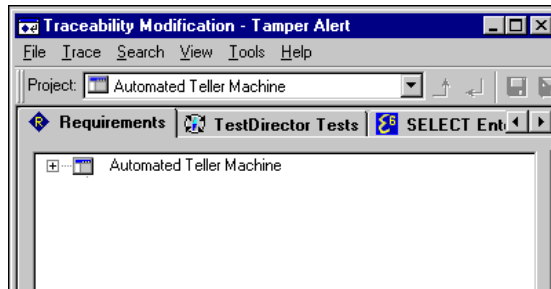 Traceability Modification - Tamper Alert
File Trace Search View Tools Help
Project: Automated Teller Machine
Requirements TestDirector Tests SELECT Ent
Automated Teller Machine